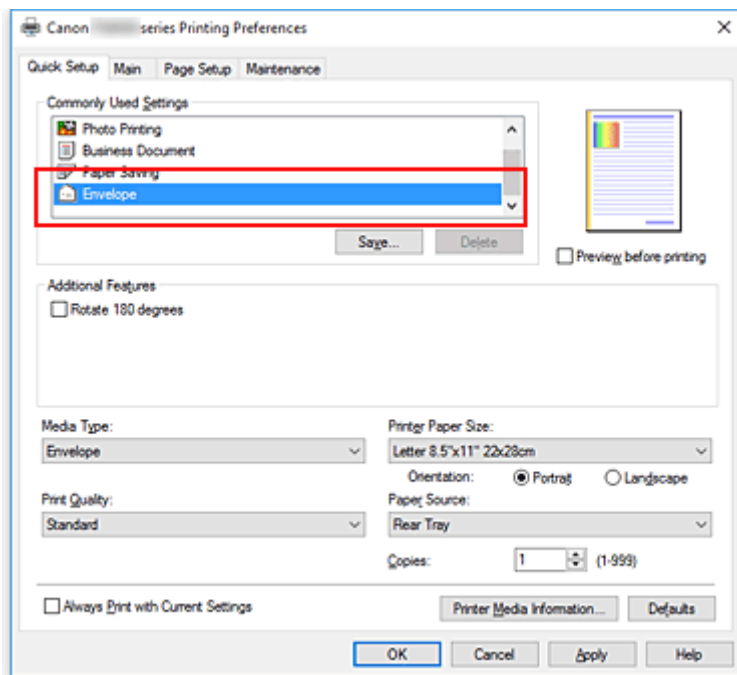 Canon series Printing Preferences
Quick Setup Main Page Setup Maintenance
Commonly Used Settings
Photo Printing
Business Document
Paper Saving
Envelope
Save... Delete
Preview before printing
Additional Features
Rotate 180 degrees
Media Type: Printer Paper Size:
Envelope Letter 8.5"x11" 22x28cm
Orientation: Portrait Landscape
Print Quality: Paper Source:
Standard Rear Tray
Copies: 1 (1-999)
Always Print with Current Settings Printer Media Information... Defaults
OK Cancel Apply Help